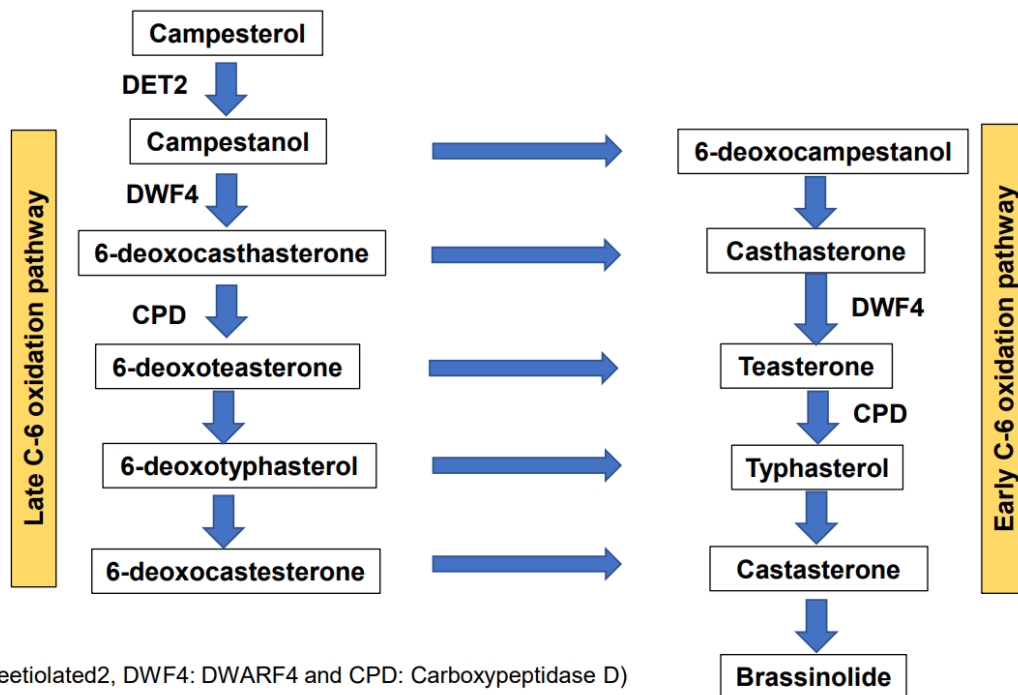 Late C-6 oxidation pathway
Campesterol
DET2
Campestanol
DWF4
6-deoxocasthasterone
CPD
6-deoxoteasterone
6-deoxotyphasterol
6-deoxocastesterone
6-deoxocampestanol
Casthasterone
DWF4
Teasterone
CPD
Typhasterol
Castasterone
Brassinolide
Early C-6 oxidation pathway
eetiolated2, DWF4: DWARF4 and CPD: Carboxypeptidase D)